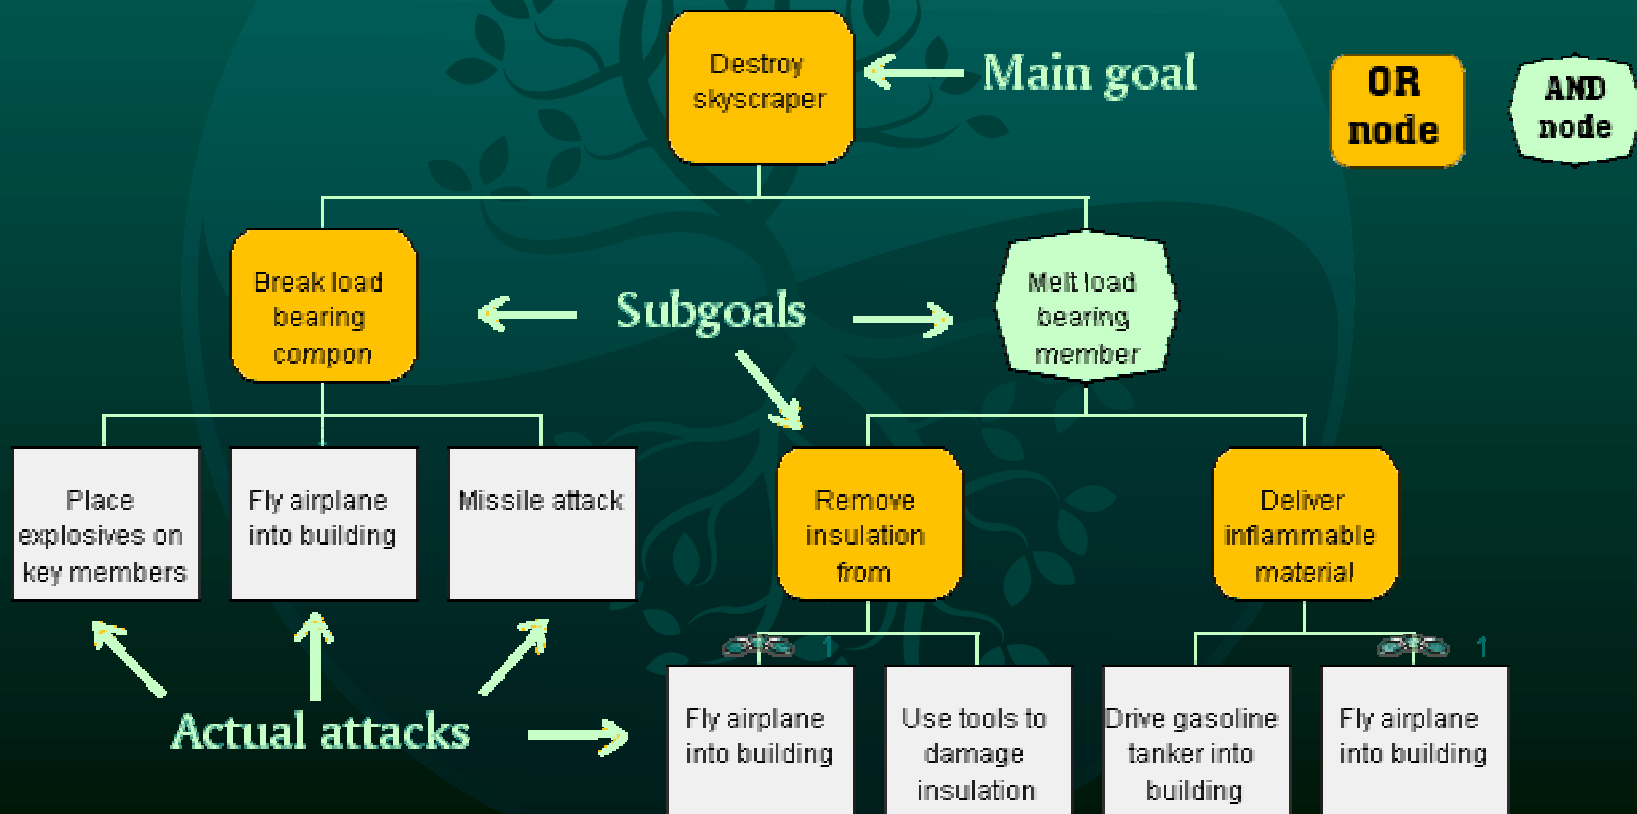 Destroy
skyscraper
Main goal
OR
node
AND
node
Break load
bearing
compon
Subgoals
Melt load
bearing
member
Place
explosives on
key members
Fly airplane
into building
Missile attack
Remove
insulation
from
Deliver
inflammable
material
1
1
Actual attacks
Fly airplane
into building
Use tools to
damage
insulation
Drive gasoline
tanker into
building
Fly airplane
into building